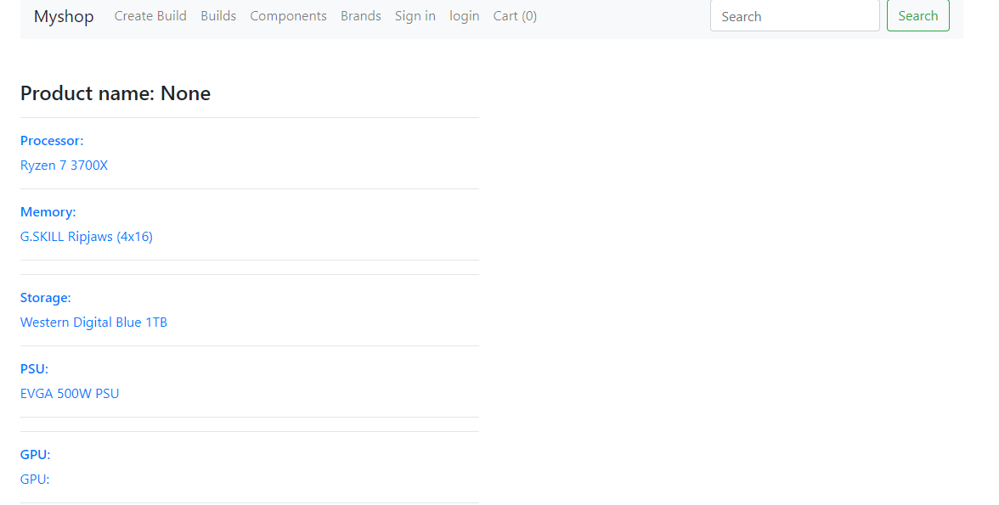 Myshop Create Build Builds Components Brands Sign in login Cart (0) Search Search
Product name: None
Processor:
Ryzen 7 3700X
Memory:
G.SKILL Ripjaws (4x16)
Storage:
Western Digital Blue 1TB
PSU:
EVGA 500W PSU
GPU:
GPU: